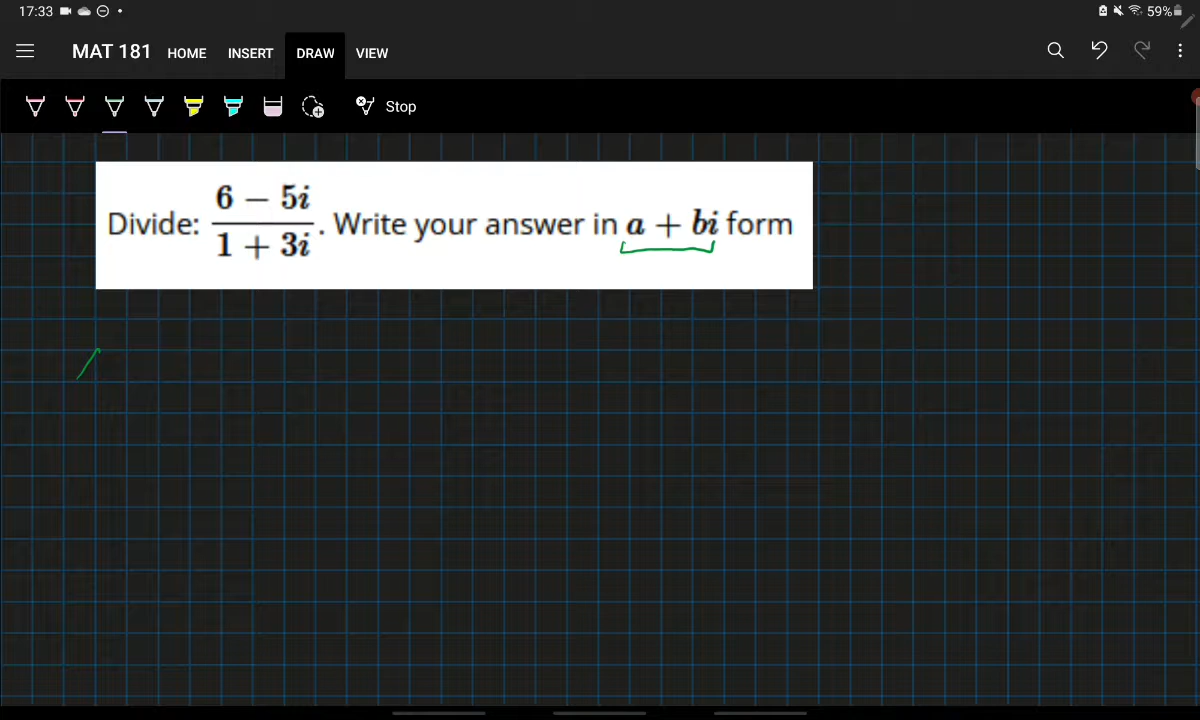 17:33 59%
MAT 181 HOME INSERT DRAW VIEW
Stop
Divide: \frac{6 - 5i}{1 + 3i}. Write your answer in a + bi form